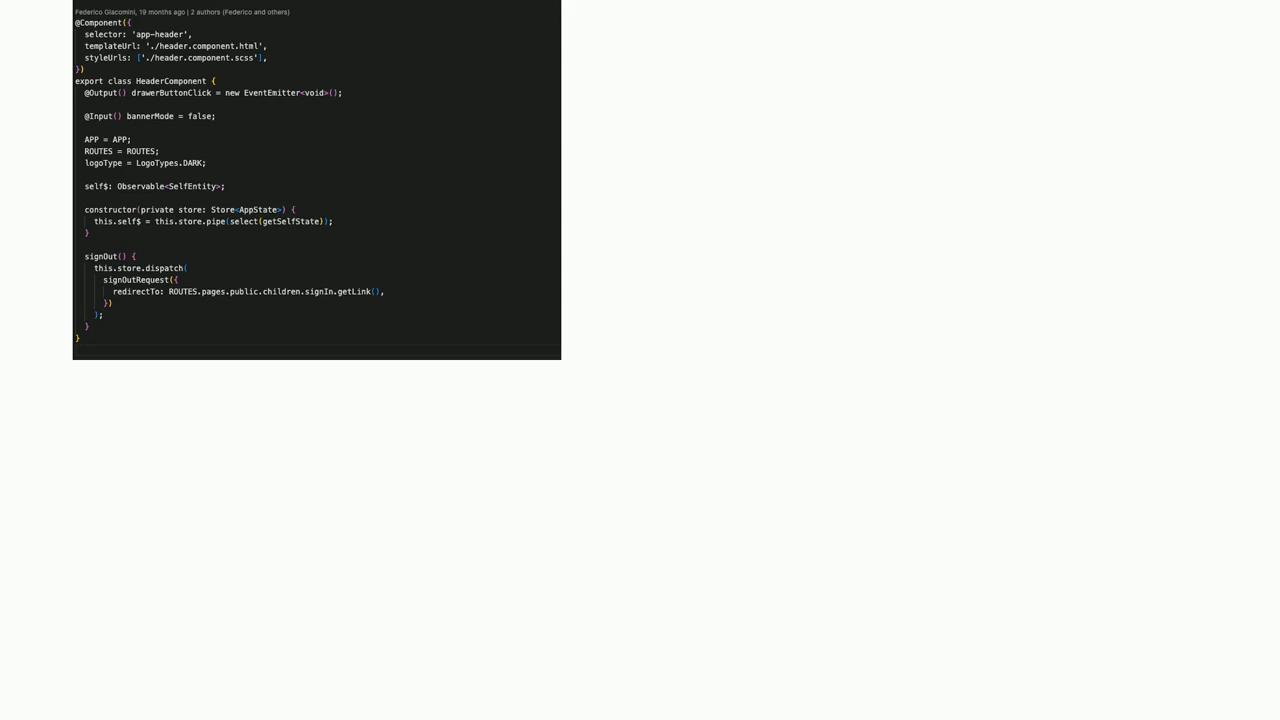 Federico Giacomini, 19 months ago | 2 authors (Federico and others)
@Component({
  selector: 'app-header',
  templateUrl: './header.component.html',
  styleUrls: ['./header.component.scss'],
})
export class HeaderComponent {
  @Output() drawerButtonClick = new EventEmitter<void>();
  @Input() bannerMode = false;
  APP = APP;
  ROUTES = ROUTES;
  logoType = LogoTypes.DARK;
  self$: Observable<SelfEntity>;
  constructor(private store: Store<AppState>) {
    this.self$ = this.store.pipe(select(getSelfState));
  }
  signOut() {
    this.store.dispatch(
      signOutRequest({
        redirectTo: ROUTES.pages.public.children.signIn.getLink(),
      })
    );
  }
}